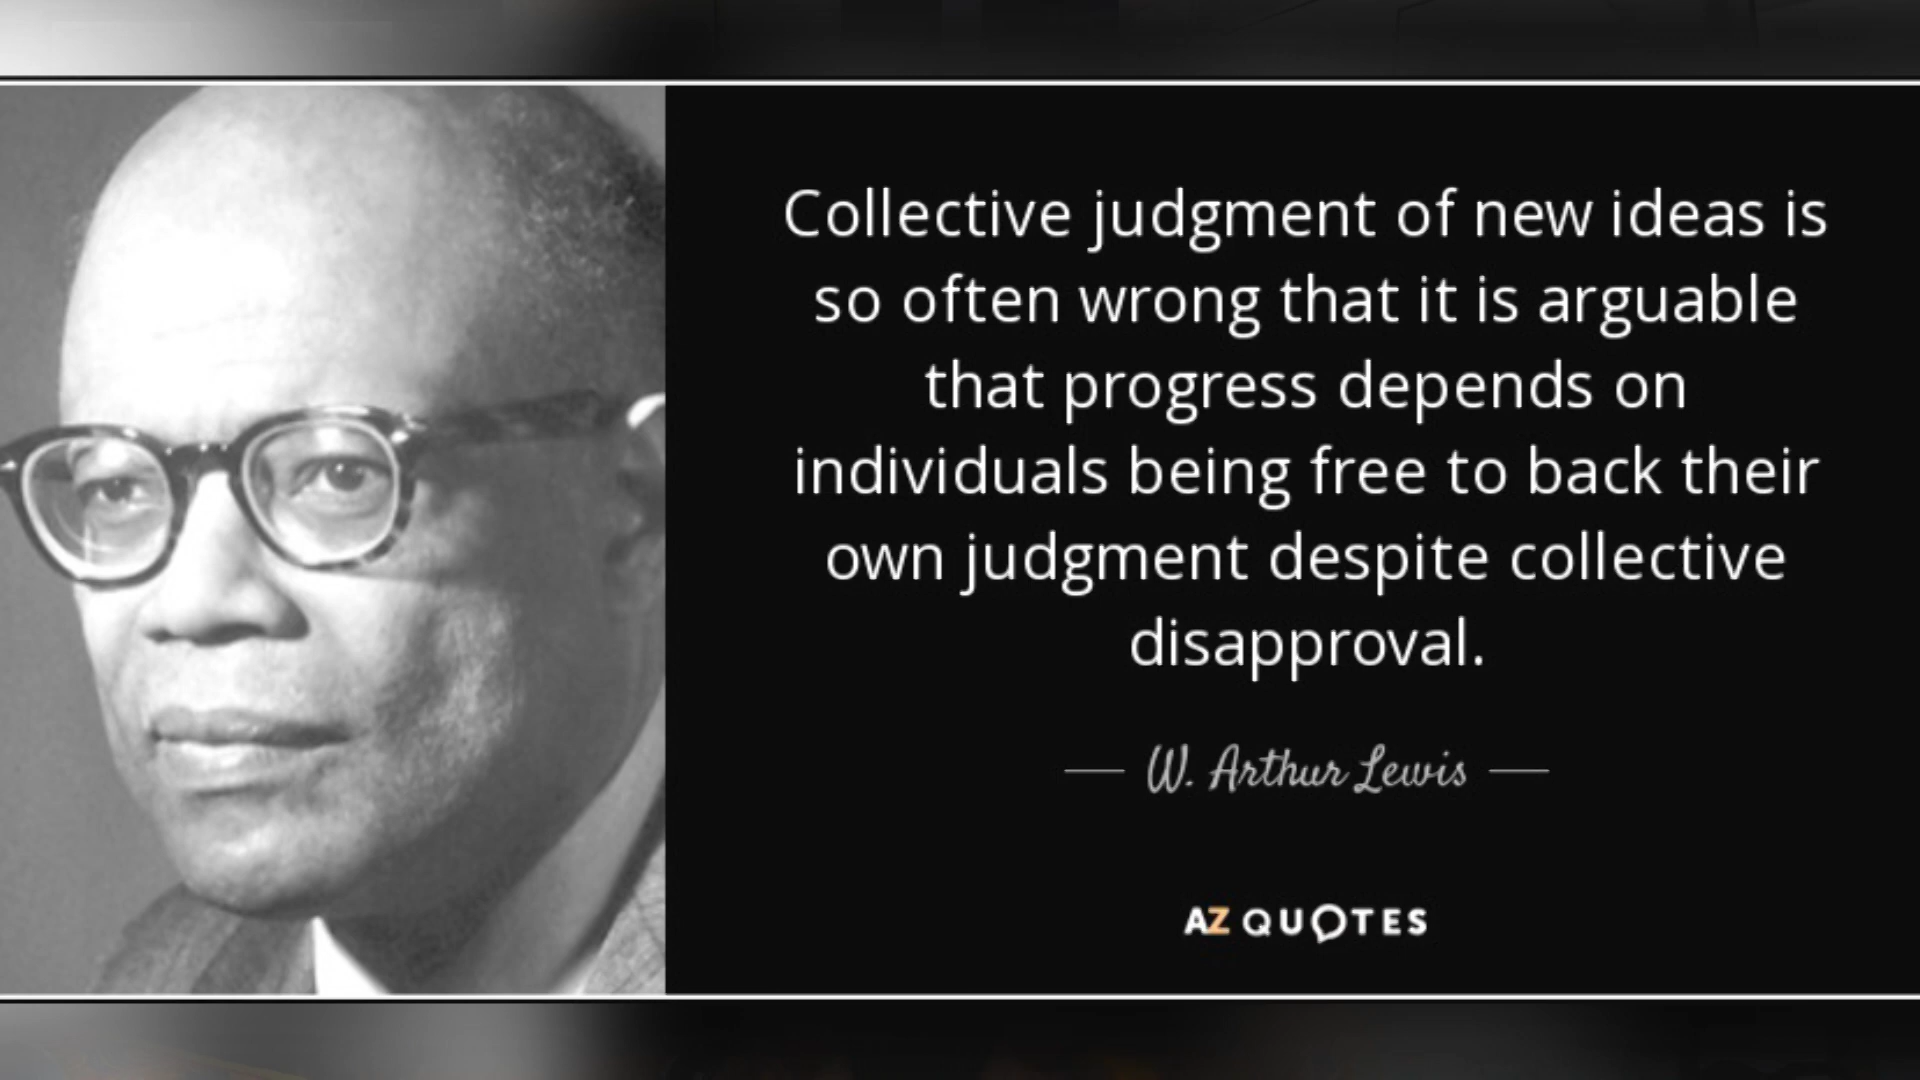 Collective judgment of new ideas is
so often wrong that it is arguable
that progress depends on
individuals being free to back their
own judgment despite collective
disapproval.
— W. Arthur Lewis —
AZ QUOTES